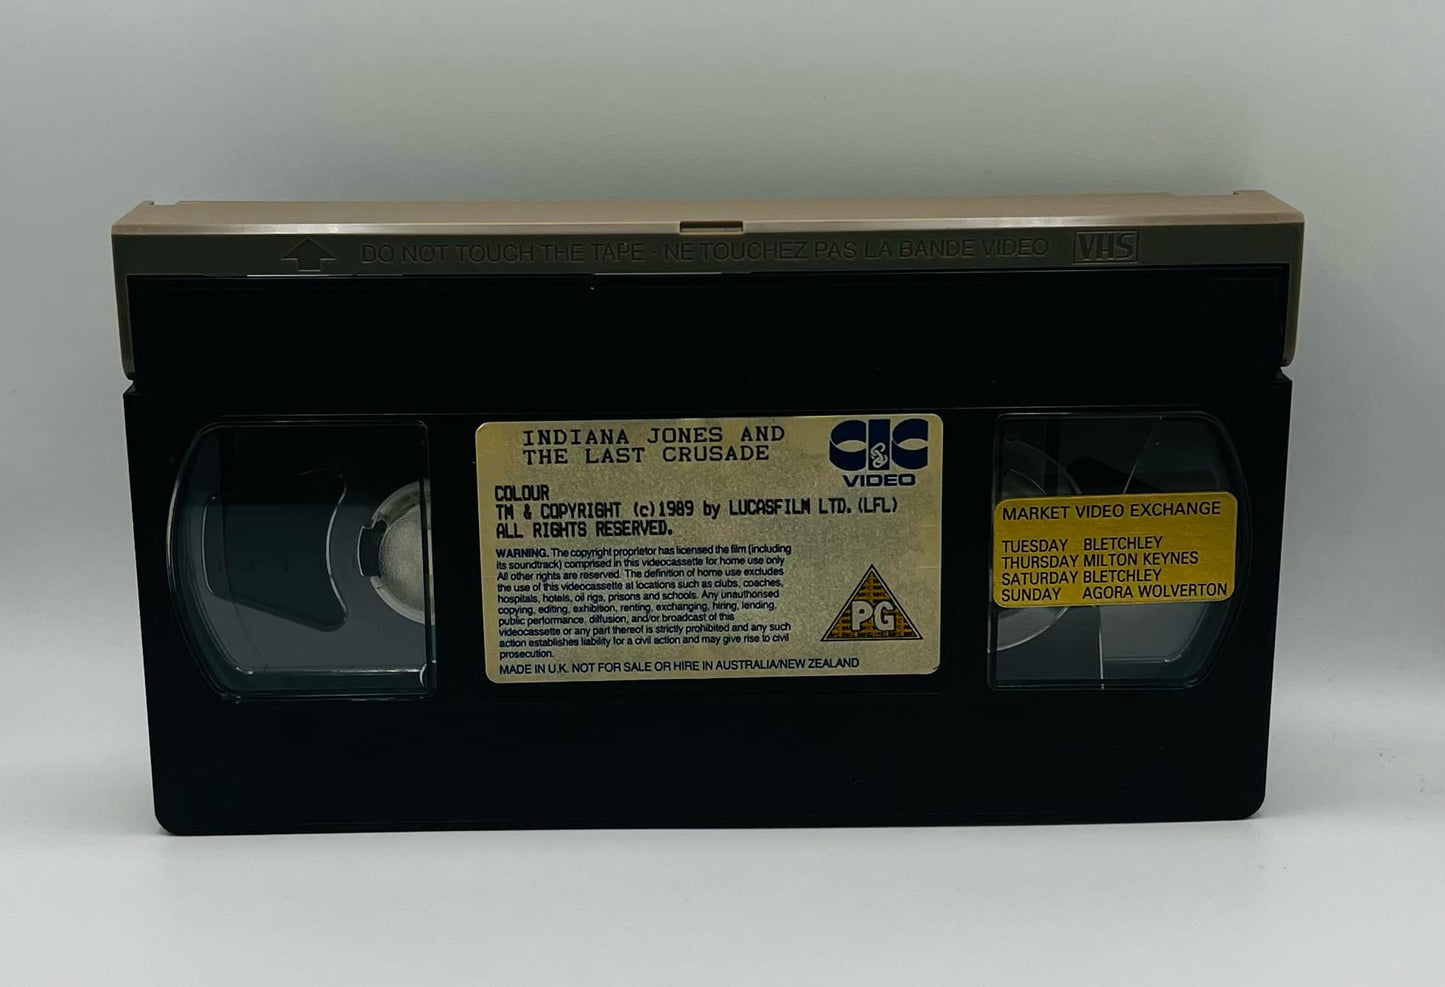 DO NOT TOUCH THE TAPE · NE TOUCHEZ PAS LA BANDE VIDEO VHS
INDIANA JONES AND
THE LAST CRUSADE
CIC
&
VIDEO
COLOUR
TM & COPYRIGHT (c)1989 by LUCASFILM LTD.(LFL)
ALL RIGHTS RESERVED.
WARNING. The copyright proprietor has licensed the film (including
its soundtrack) comprised in this videocassette for home use only
All other rights are reserved. The definition of home use excludes
the use of this videocassette at locations such as clubs, coaches,
hospitals, hotels, oil rigs, prisons and schools. Any unauthorised
copying, editing, exhibition, renting, exchanging, hiring, lending,
public performance, diffusion, and/or broadcast of this
videocassette or any part thereof is strictly prohibited and any such
action establishes liability for a civil action and may give rise to civil
prosecution.
PG
MADE IN U.K. NOT FOR SALE OR HIRE IN AUSTRALIA/NEW ZEALAND
MARKET VIDEO EXCHANGE
TUESDAY BLETCHLEY
THURSDAY MILTON KEYNES
SATURDAY BLETCHLEY
SUNDAY AGORA WOLVERTON